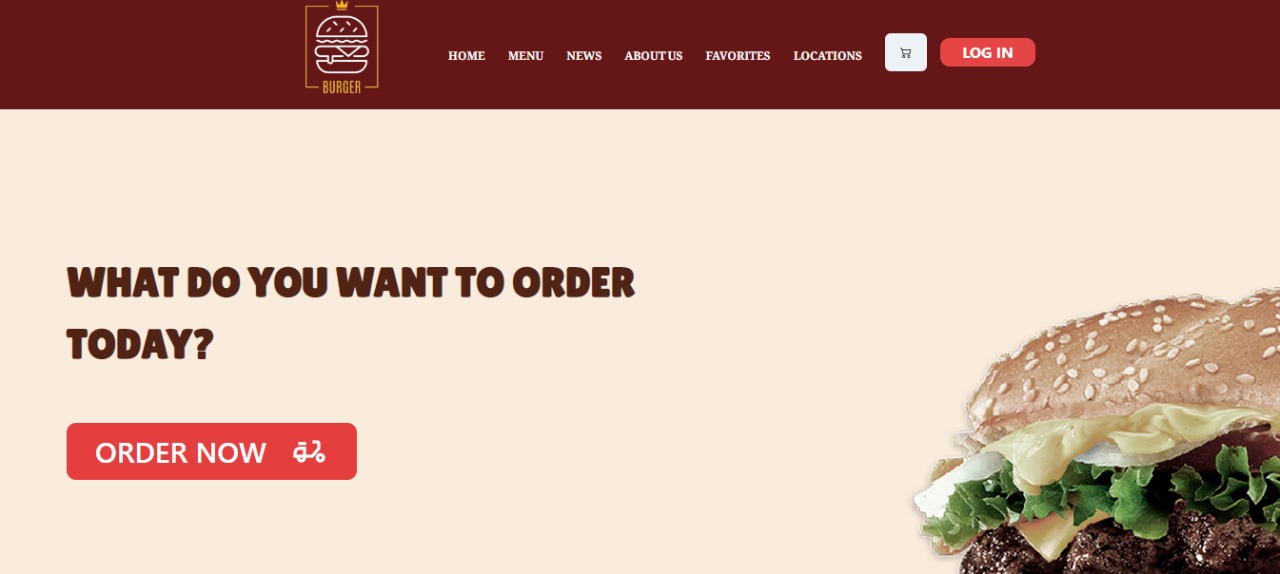 BURGER
HOME MENU NEWS ABOUT US FAVORITES LOCATIONS LOG IN
WHAT DO YOU WANT TO ORDER
TODAY?
ORDER NOW